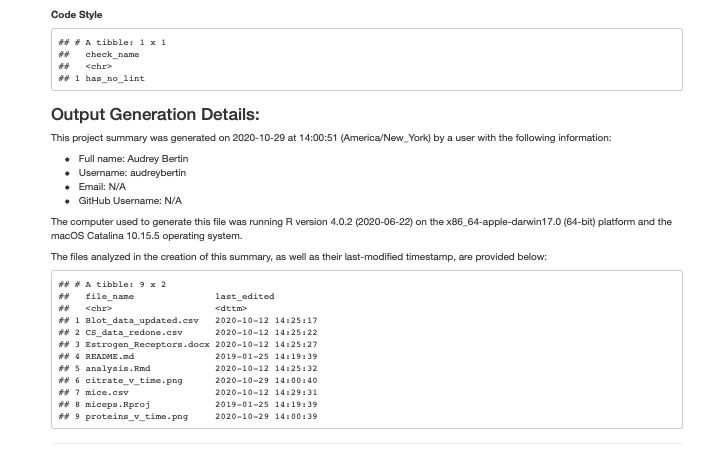 Code Style
## # A tibble: 1 x 1
##   check_name
##   <chr>
## 1 has_no_lint
Output Generation Details:
This project summary was generated on 2020-10-29 at 14:00:51 (America/New_York) by a user with the following information:
• Full name: Audrey Bertin
• Username: audreybertin
• Email: N/A
• GitHub Username: N/A
The computer used to generate this file was running R version 4.0.2 (2020-06-22) on the x86_64-apple-darwin17.0 (64-bit) platform and the
macOS Catalina 10.15.5 operating system.
The files analyzed in the creation of this summary, as well as their last-modified timestamp, are provided below:
## # A tibble: 9 x 2
##   file_name              last_edited
##   <chr>                  <dttm>
## 1 Blot_data_updated.csv  2020-10-12 14:25:17
## 2 CS_data_redone.csv     2020-10-12 14:25:22
## 3 Estrogen_Receptors.docx 2020-10-12 14:25:27
## 4 README.md              2019-01-25 14:19:39
## 5 analysis.Rmd           2020-10-12 14:25:32
## 6 citrate_v_time.png     2020-10-29 14:00:40
## 7 mice.csv               2020-10-12 14:29:31
## 8 miceps.Rproj           2019-01-25 14:19:39
## 9 proteins_v_time.png    2020-10-29 14:00:39